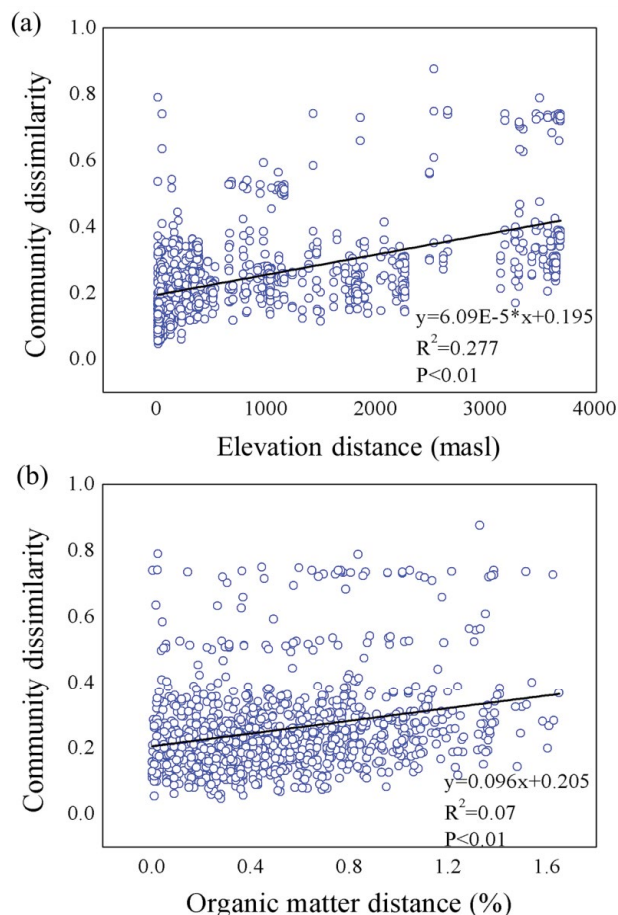 (a)
1.0
0.8
0.6
0.4
0.2
0.0
Community dissimilarity
y=6.09E-5*x+0.195
R²=0.277
P<0.01
0 1000 2000 3000 4000
Elevation distance (masl)
(b)
1.0
0.8
0.6
0.4
0.2
0.0
Community dissimilarity
y=0.096x+0.205
R²=0.07
P<0.01
0.0 0.4 0.8 1.2 1.6
Organic matter distance (%)